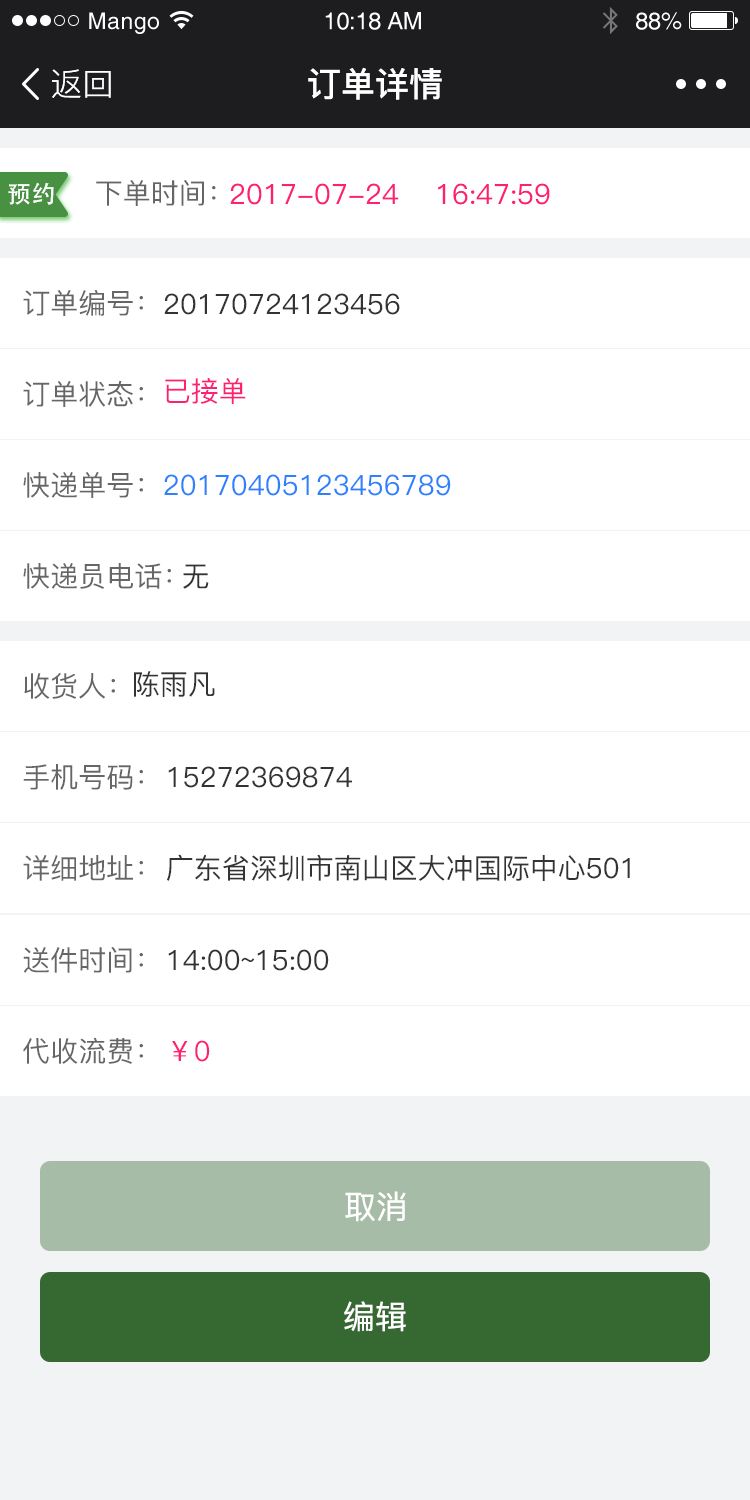 Mango 10:18 AM 88%
返回 订单详情
预约 下单时间：2017-07-24 16:47:59
订单编号：20170724123456
订单状态：已接单
快递单号：20170405123456789
快递员电话：无
收货人：陈雨凡
手机号码：15272369874
详细地址：广东省深圳市南山区大冲国际中心501
送件时间：14:00~15:00
代收流费：￥0
取消
编辑